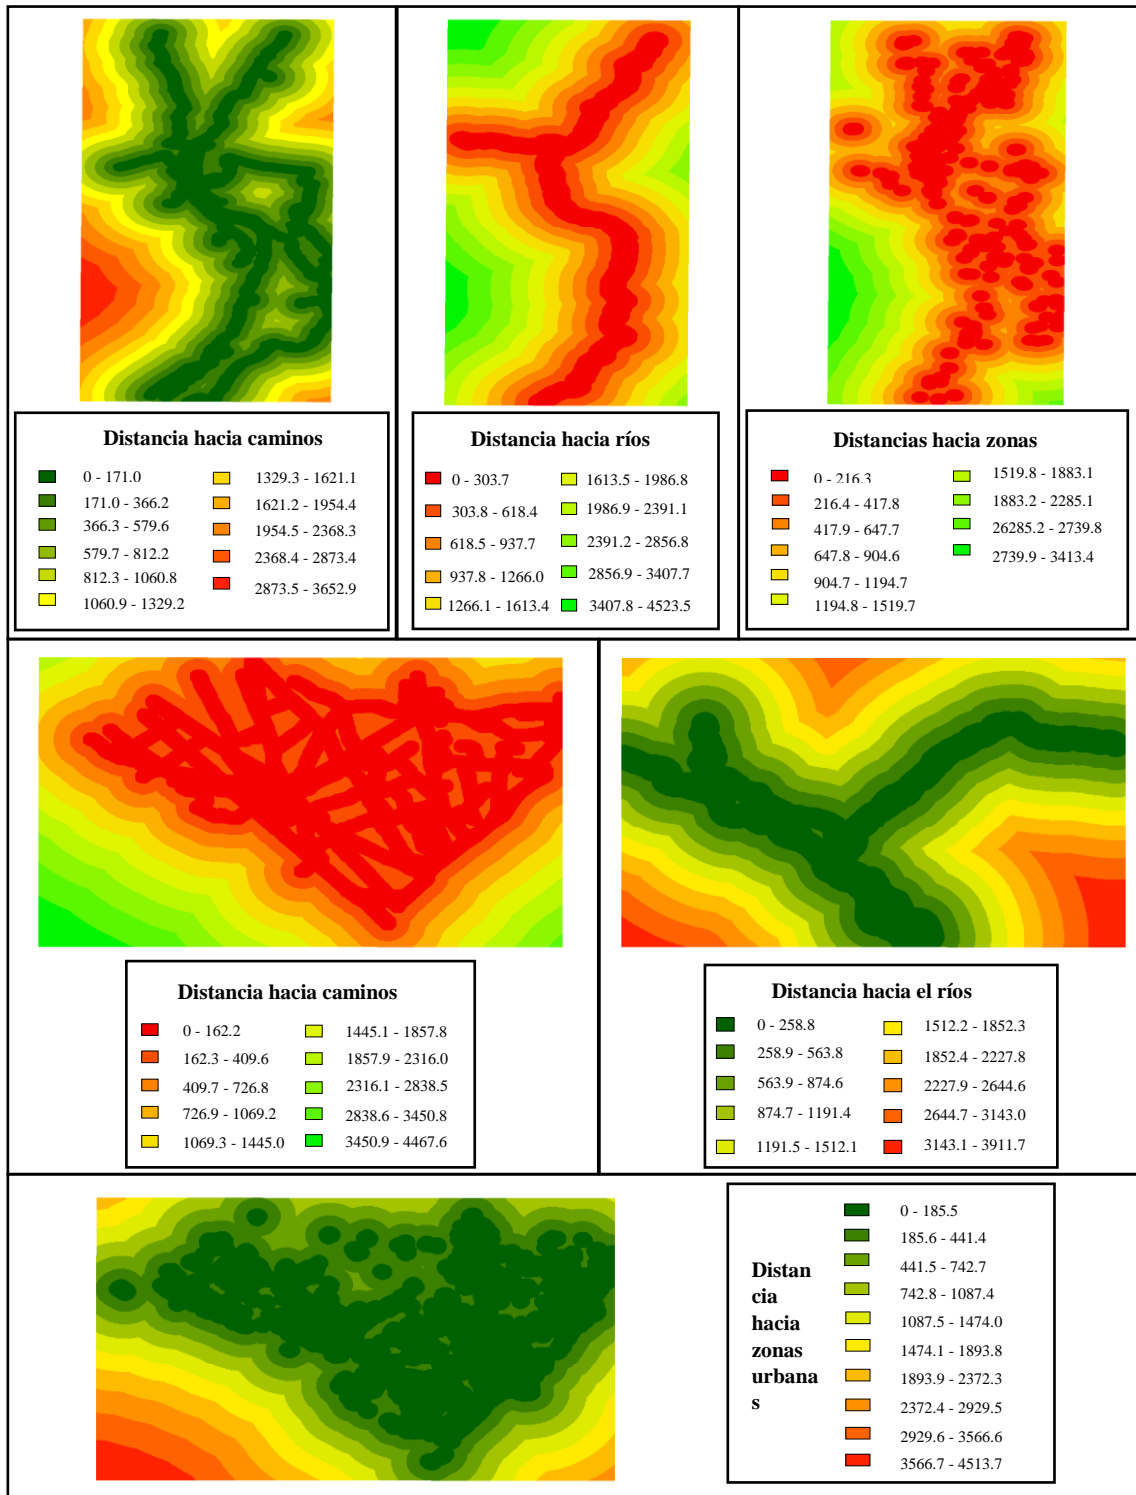 Distancia hacia caminos
0 - 171.0
171.0 - 366.2
366.3 - 579.6
579.7 - 812.2
812.3 - 1060.8
1060.9 - 1329.2
1329.3 - 1621.1
1621.2 - 1954.4
1954.5 - 2368.3
2368.4 - 2873.4
2873.5 - 3652.9
Distancia hacia ríos
0 - 303.7
303.8 - 618.4
618.5 - 937.7
937.8 - 1266.0
1266.1 - 1613.4
1613.5 - 1986.8
1986.9 - 2391.1
2391.2 - 2856.8
2856.9 - 3407.7
3407.8 - 4523.5
Distancias hacia zonas
0 - 216.3
216.4 - 417.8
417.9 - 647.7
647.8 - 904.6
904.7 - 1194.7
1194.8 - 1519.7
1519.8 - 1883.1
1883.2 - 2285.1
26285.2 - 2739.8
2739.9 - 3413.4
Distancia hacia caminos
0 - 162.2
162.3 - 409.6
409.7 - 726.8
726.9 - 1069.2
1069.3 - 1445.0
1445.1 - 1857.8
1857.9 - 2316.0
2316.1 - 2838.5
2838.6 - 3450.8
3450.9 - 4467.6
Distancia hacia el ríos
0 - 258.8
258.9 - 563.8
563.9 - 874.6
874.7 - 1191.4
1191.5 - 1512.1
1512.2 - 1852.3
1852.4 - 2227.8
2227.9 - 2644.6
2644.7 - 3143.0
3143.1 - 3911.7
Distan
cia
hacia
zonas
urbana
s
0 - 185.5
185.6 - 441.4
441.5 - 742.7
742.8 - 1087.4
1087.5 - 1474.0
1474.1 - 1893.8
1893.9 - 2372.3
2372.4 - 2929.5
2929.6 - 3566.6
3566.7 - 4513.7